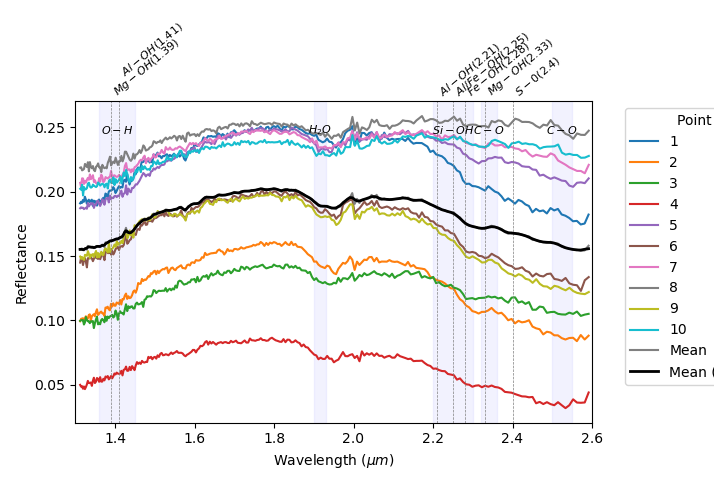 Al−OH(1.41)
Mg−OH(1.39)
Al−OH(2.21)
Al/Fe−OH(2.25)
Fe−OH(2.28)
Mg−OH(2.33)
S−0(2.4)
O−H
H2O
Si−OH
C−O
C−O
0.25
0.20
0.15
0.10
0.05
Reflectance
1.4 1.6 1.8 2.0 2.2 2.4 2.6
Wavelength (μm)
Point
1
2
3
4
5
6
7
8
9
10
Mean
Mean (